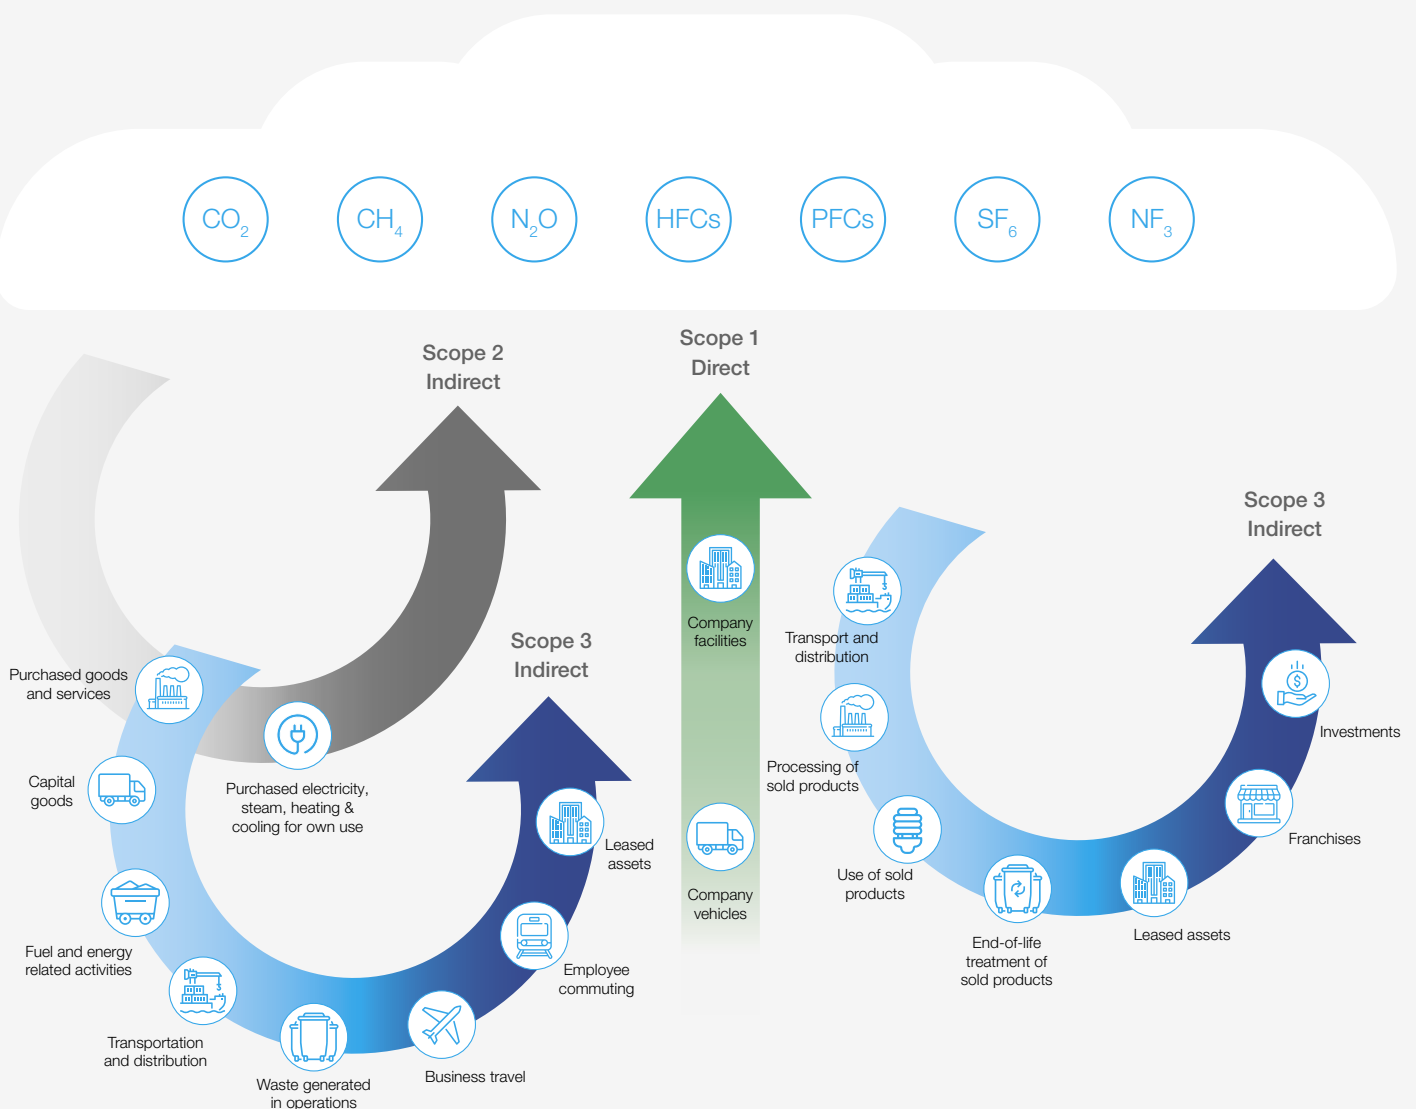 CO2
CH4
N2O
HFCs
PFCs
SF6
NF3
Scope 2
Indirect
Scope 1
Direct
Scope 3
Indirect
Scope 3
Indirect
Purchased goods
and services
Capital
goods
Fuel and energy
related activities
Transportation
and distribution
Waste generated
in operations
Business travel
Employee
commuting
Leased
assets
Purchased electricity,
steam, heating &
cooling for own use
Company
facilities
Company
vehicles
Transport and
distribution
Processing of
sold products
Use of sold
products
End-of-life
treatment of
sold products
Leased assets
Franchises
Investments
$